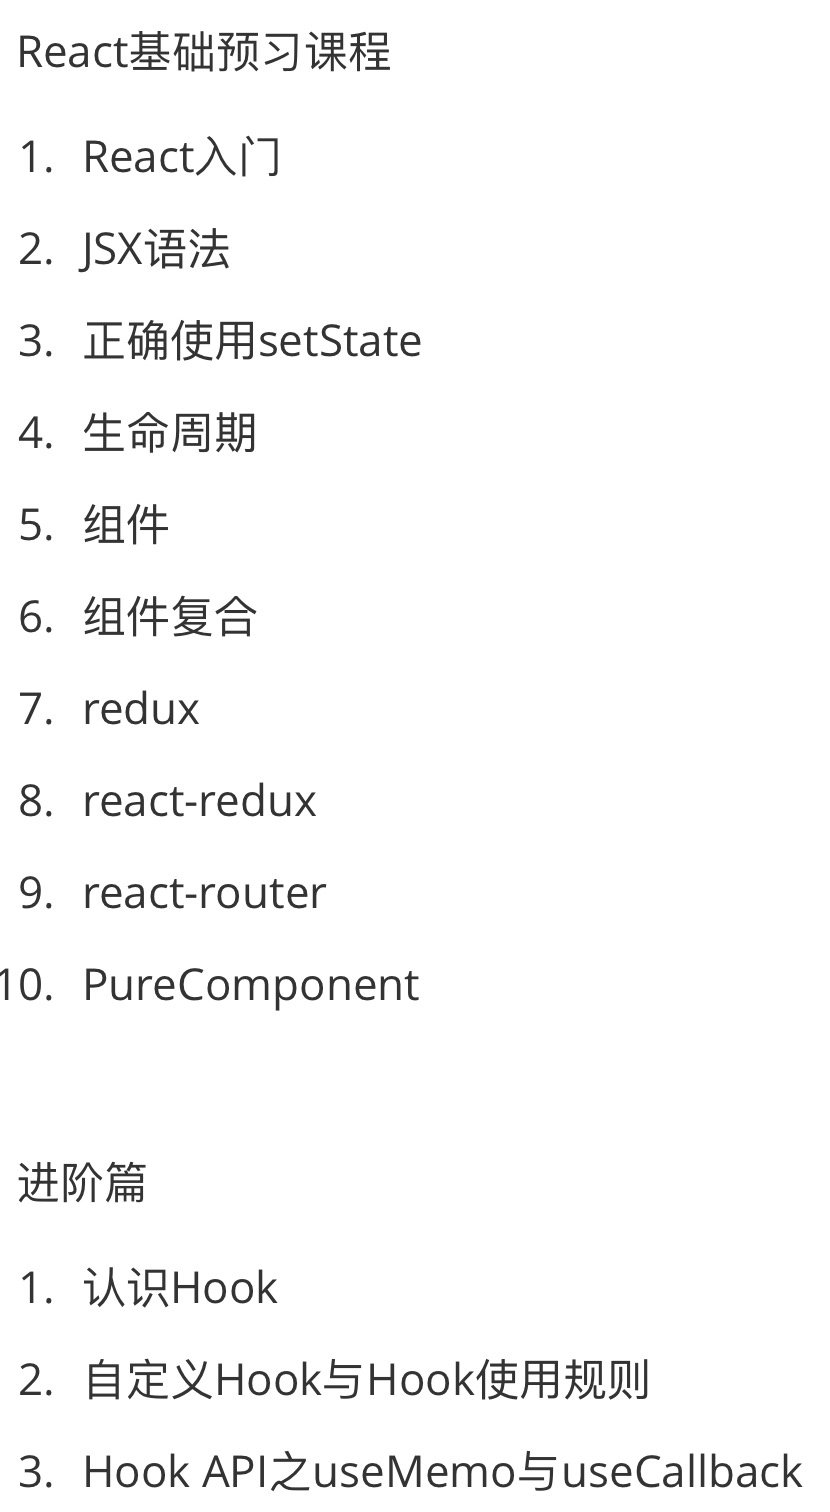 React基础预习课程
1. React入门
2. JSX语法
3. 正确使用setState
4. 生命周期
5. 组件
6. 组件复合
7. redux
8. react-redux
9. react-router
10. PureComponent
进阶篇
1. 认识Hook
2. 自定义Hook与Hook使用规则
3. Hook API之useMemo与useCallback